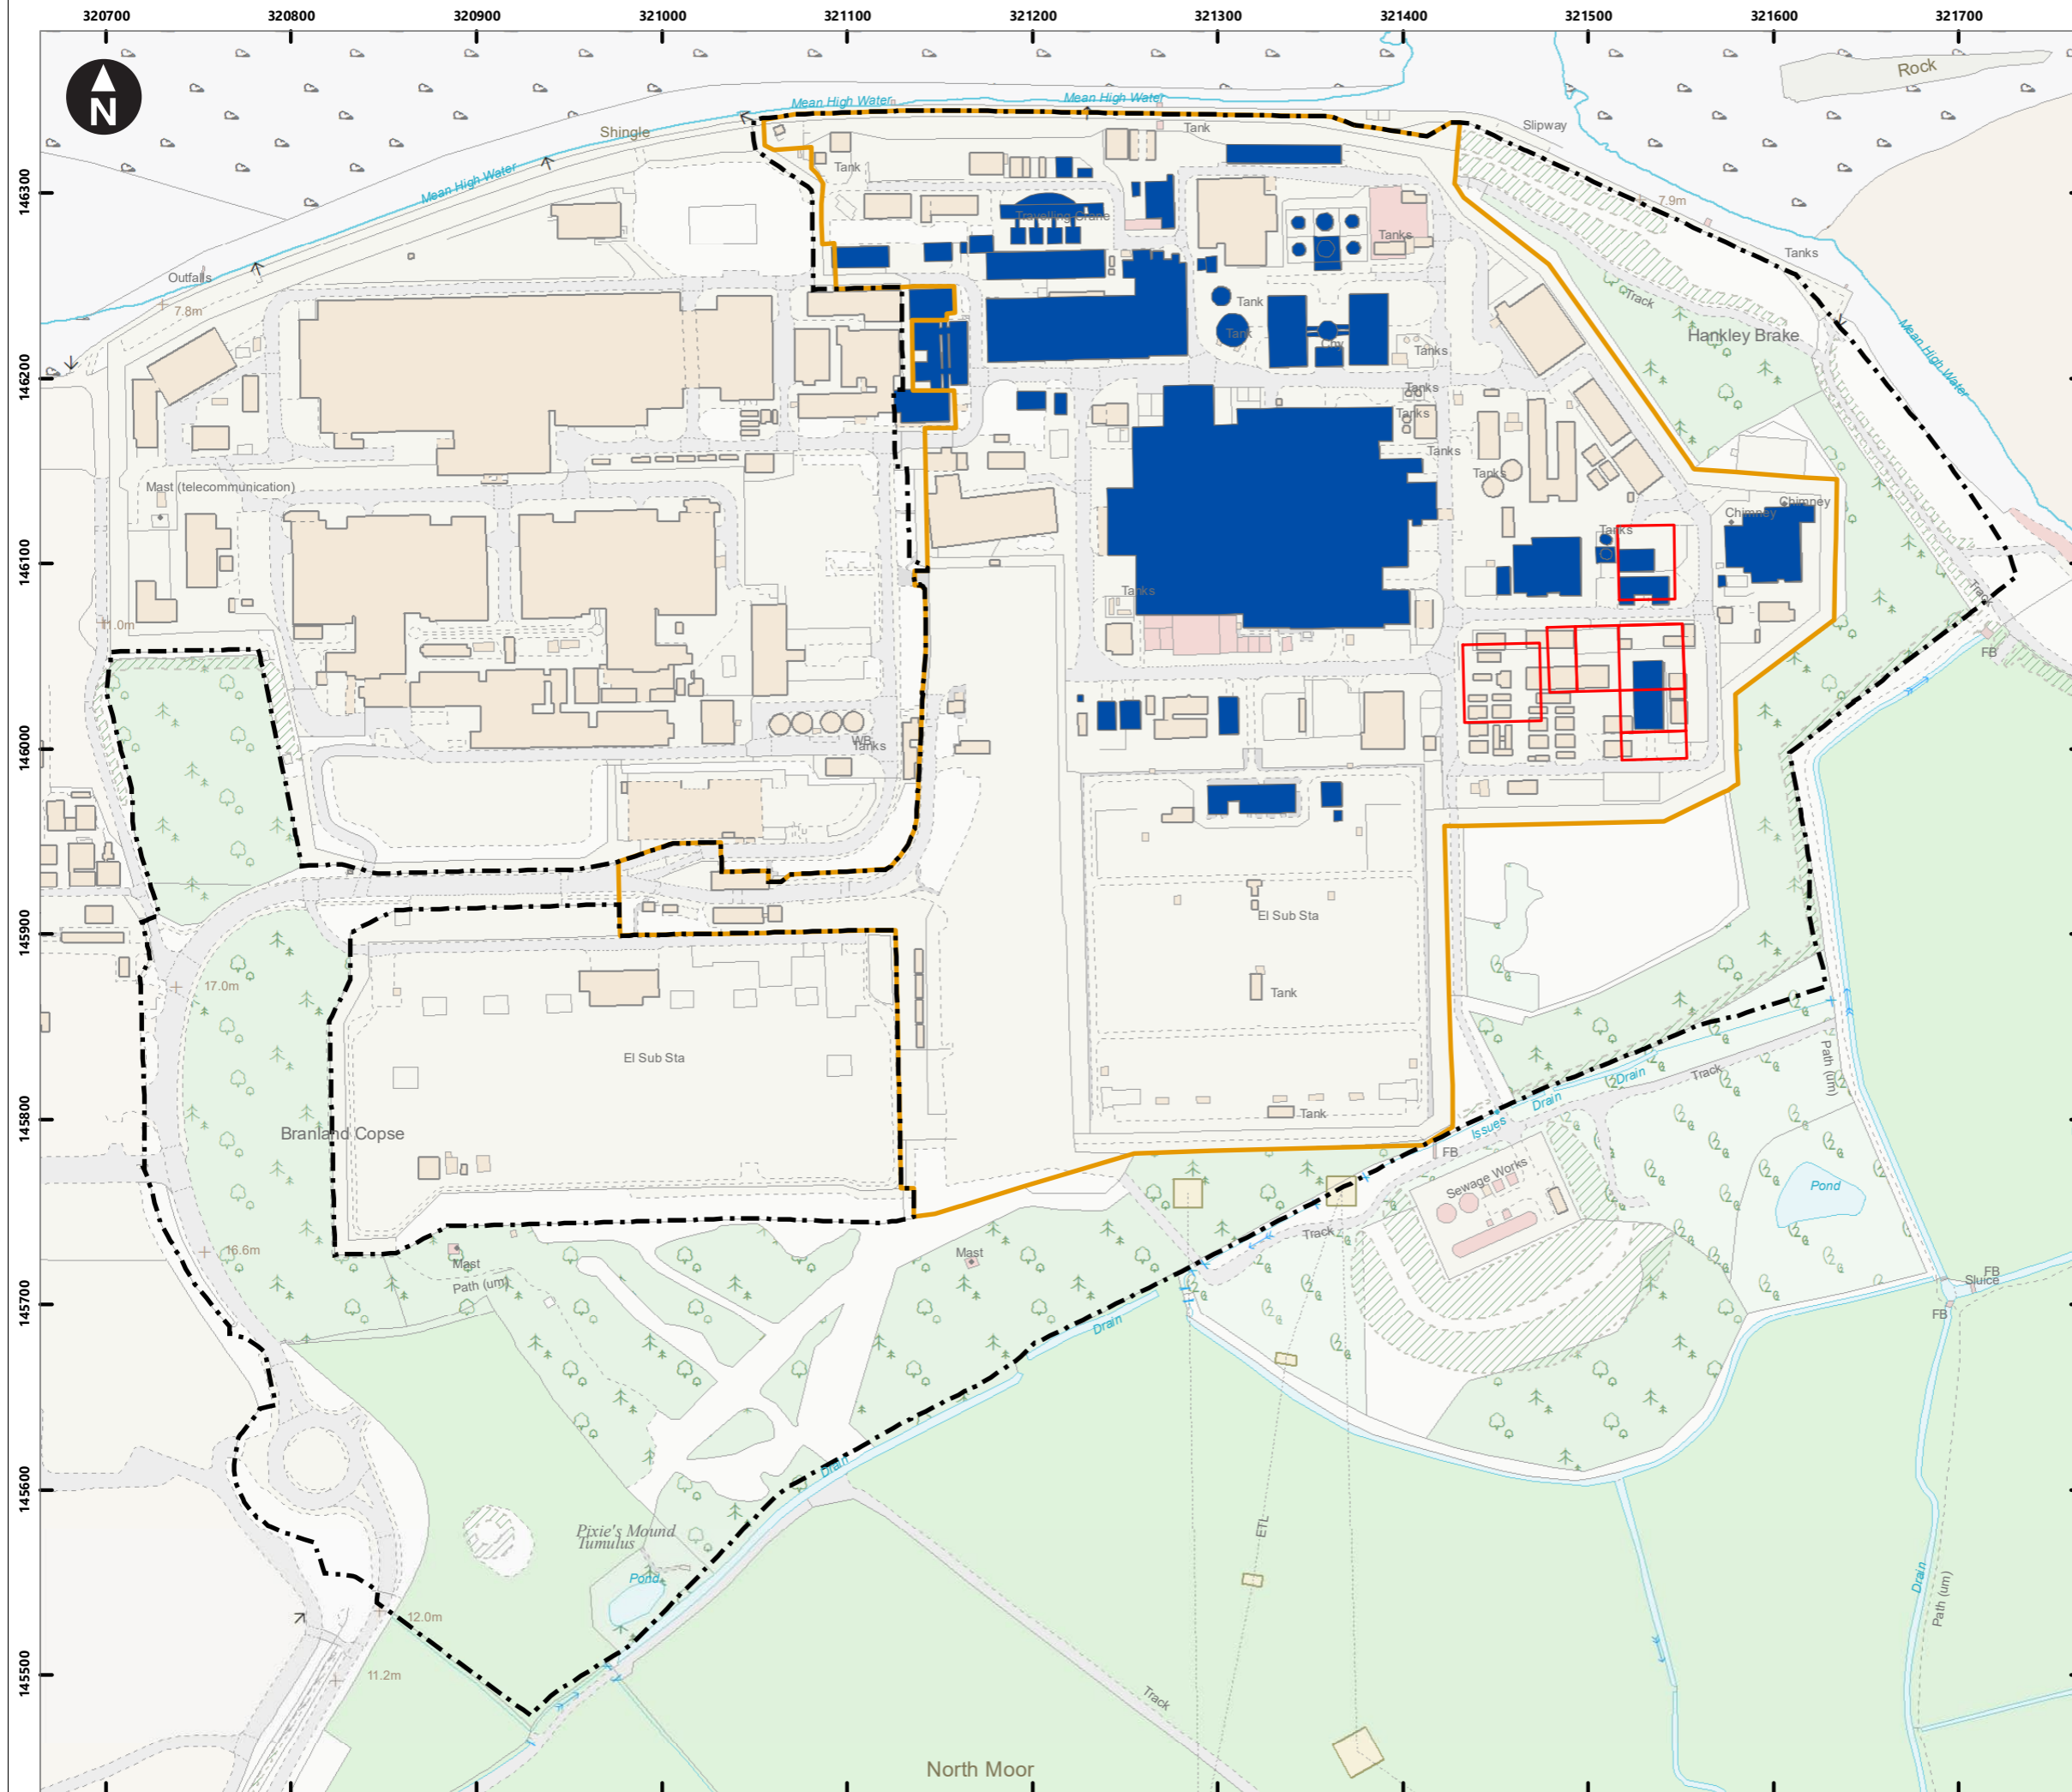 320700 320800 320900 321000 321100 321200 321300 321400 321500 321600 321700
N
Rock
Mean High Water
Mean High Water
Shingle
Tank
Slipway
Tank
Mean High Water
146300
7.9m
Travelling Crane
Tanks
Tanks
Outfalls
Track
7.8m
Tank
Tank
Hankley Brake
Mean High Water
Tanks
146200
Tanks
Tanks
Tanks
Tanks
Mast (telecommunication)
Chimney
Chimney
Tanks
146100
Tanks
Track
FB
WB
Tanks
146000
El Sub Sta
145900
17.0m
Tank
El Sub Sta
Path (um)
Track
Drain
Drain
145800
Tank
Issues
Branland Copse
FB
Sewage Works
Pond
Track
16.6m
Mast
Mast
Path (um)
FB
Sluice
145700
FB
Drain
Drain
145600
Pixie's Mound
Tumulus
ETL
Pond
Drain
Path (um)
12.0m
11.2m
145500
Track
North Moor